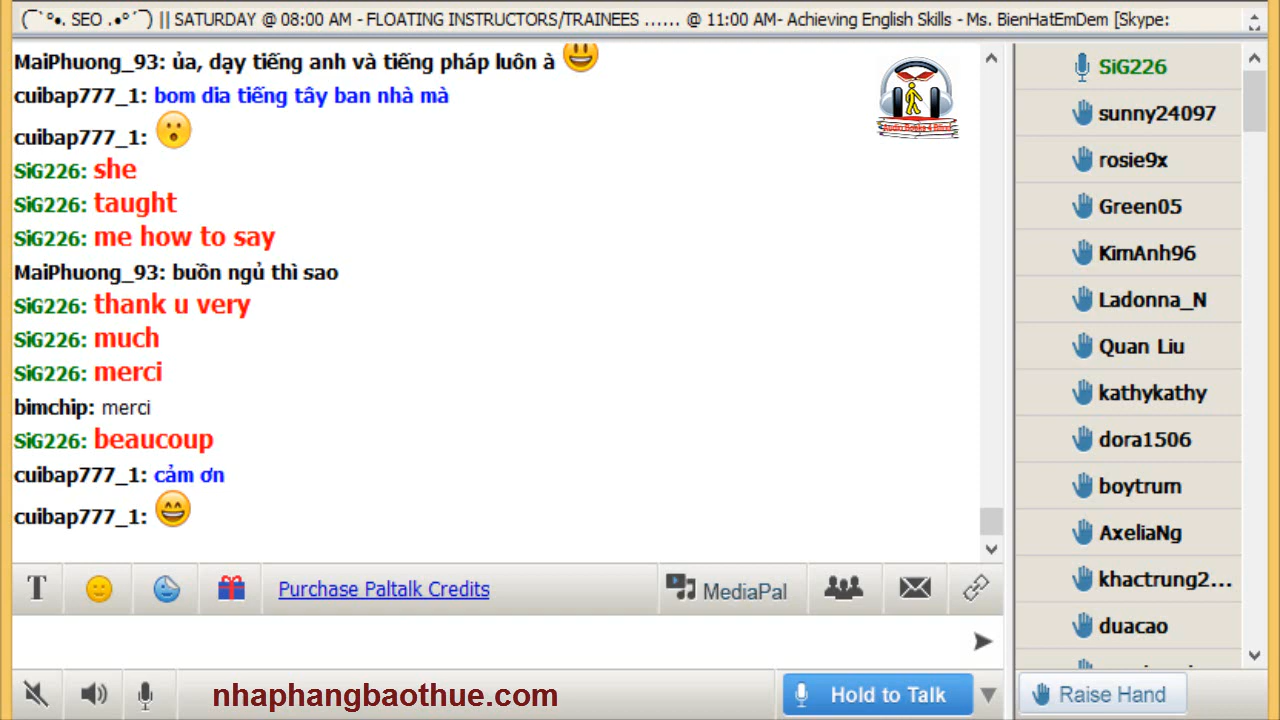 (¯`°•. SEO .•°´¯) || SATURDAY @ 08:00 AM - FLOATING INSTRUCTORS/TRAINEES ...... @ 11:00 AM- Achieving English Skills - Ms. BienHatEmDem [Skype:
MaiPhuong_93: ủa, dạy tiếng anh và tiếng pháp luôn à
cuibap777_1: bom dia tiếng tây ban nhà mà
cuibap777_1:
SiG226: she
SiG226: taught
SiG226: me how to say
MaiPhuong_93: buồn ngủ thì sao
SiG226: thank u very
SiG226: much
SiG226: merci
bimchip: merci
SiG226: beaucoup
cuibap777_1: cảm ơn
cuibap777_1:
T
Purchase Paltalk Credits
MediaPal
nhaphangbaothue.com
Hold to Talk
SiG226
sunny24097
rosie9x
Green05
KimAnh96
Ladonna_N
Quan Liu
kathykathy
dora1506
boytrum
AxeliaNg
khactrung2...
duacao
Raise Hand